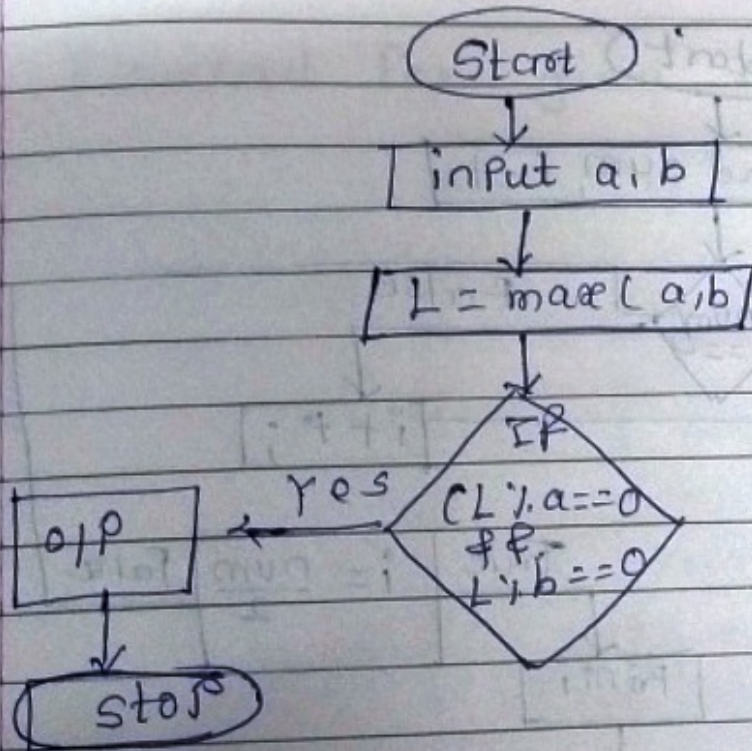 Start
input a, b
L = max( a,b
If
(L % a==0
&&
L % b==0
Yes
O/P
Stop